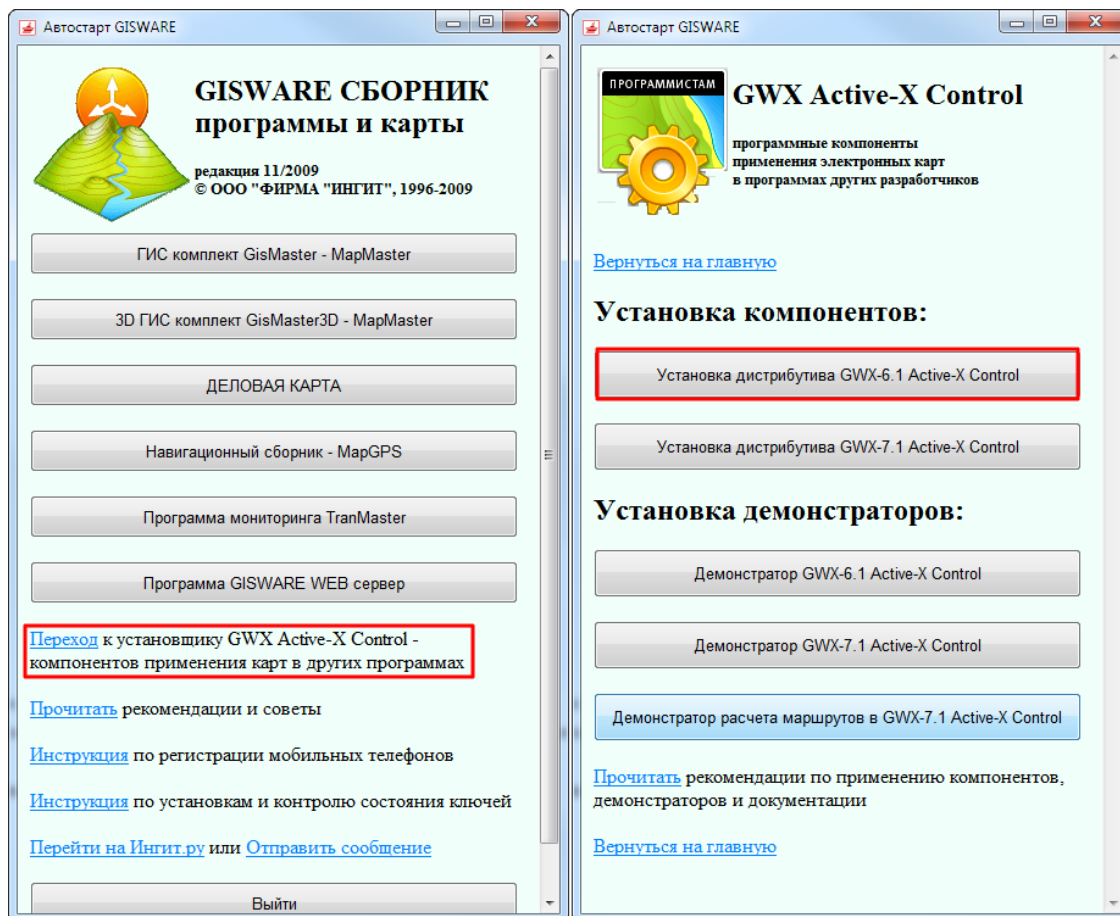 Автостарт GISWARE
GISWARE СБОРНИК
программы и карты
редакция 11/2009
© ООО "ФИРМА "ИНГИТ", 1996-2009
ГИС комплект GisMaster - MapMaster
3D ГИС комплект GisMaster3D - MapMaster
ДЕЛОВАЯ КАРТА
Навигационный сборник - MapGPS
Программа мониторинга TranMaster
Программа GISWARE WEB сервер
Переход к установщику GWX Active-X Control -
компонентов применения карт в других программах
Прочитать рекомендации и советы
Инструкция по регистрации мобильных телефонов
Инструкция по установкам и контролю состояния ключей
Перейти на Ингит.ру или Отправить сообщение
Выйти
Автостарт GISWARE
ПРОГРАММИСТАМ
GWX Active-X Control
программные компоненты
применения электронных карт
в программах других разработчиков
Вернуться на главную
Установка компонентов:
Установка дистрибутива GWX-6.1 Active-X Control
Установка дистрибутива GWX-7.1 Active-X Control
Установка демонстраторов:
Демонстратор GWX-6.1 Active-X Control
Демонстратор GWX-7.1 Active-X Control
Демонстратор расчета маршрутов в GWX-7.1 Active-X Control
Прочитать рекомендации по применению компонентов,
демонстраторов и документации
Вернуться на главную